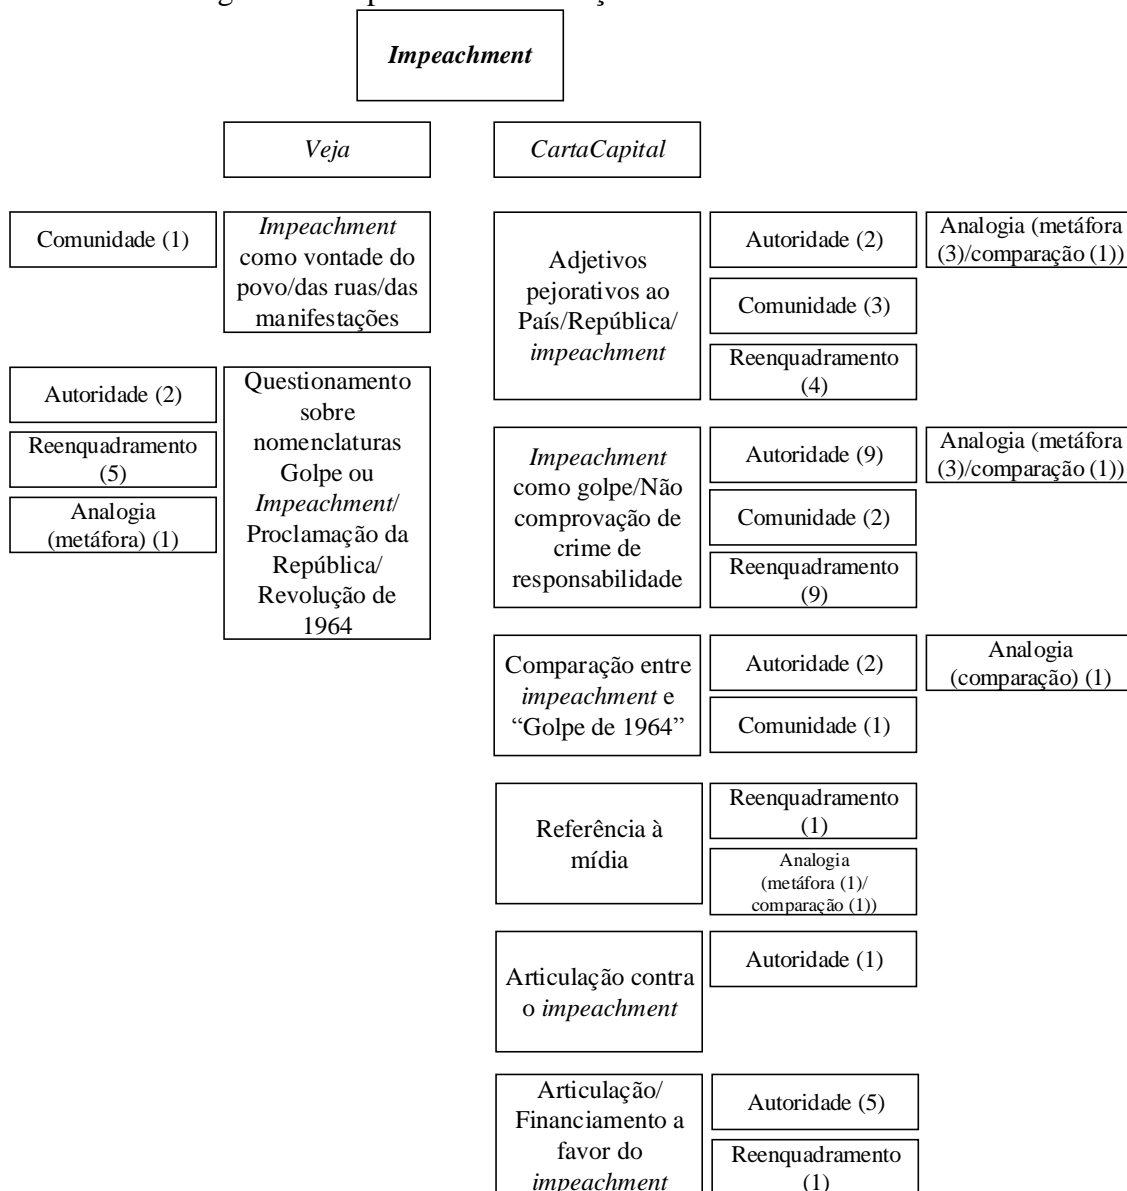 Impeachment
Veja
CartaCapital
Comunidade (1)
Impeachment
como vontade do
povo/das ruas/das
manifestações
Autoridade (2)
Reenquadramento
(5)
Analogia
(metáfora) (1)
Questionamento
sobre
nomenclaturas
Golpe ou
Impeachment/
Proclamação da
República/
Revolução de
1964
Adjetivos
pejorativos ao
País/República/
impeachment
Autoridade (2)
Comunidade (3)
Reenquadramento
(4)
Analogia (metáfora
(3)/comparação (1))
Impeachment
como golpe/Não
comprovação de
crime de
responsabilidade
Autoridade (9)
Comunidade (2)
Reenquadramento
(9)
Analogia (metáfora
(3)/comparação (1))
Comparação entre
impeachment e
“Golpe de 1964”
Autoridade (2)
Comunidade (1)
Analogia
(comparação) (1)
Referência à
mídia
Reenquadramento
(1)
Analogia
(metáfora (1)/
comparação (1))
Articulação contra
o impeachment
Autoridade (1)
Articulação/
Financiamento a
favor do
impeachment
Autoridade (5)
Reenquadramento
(1)